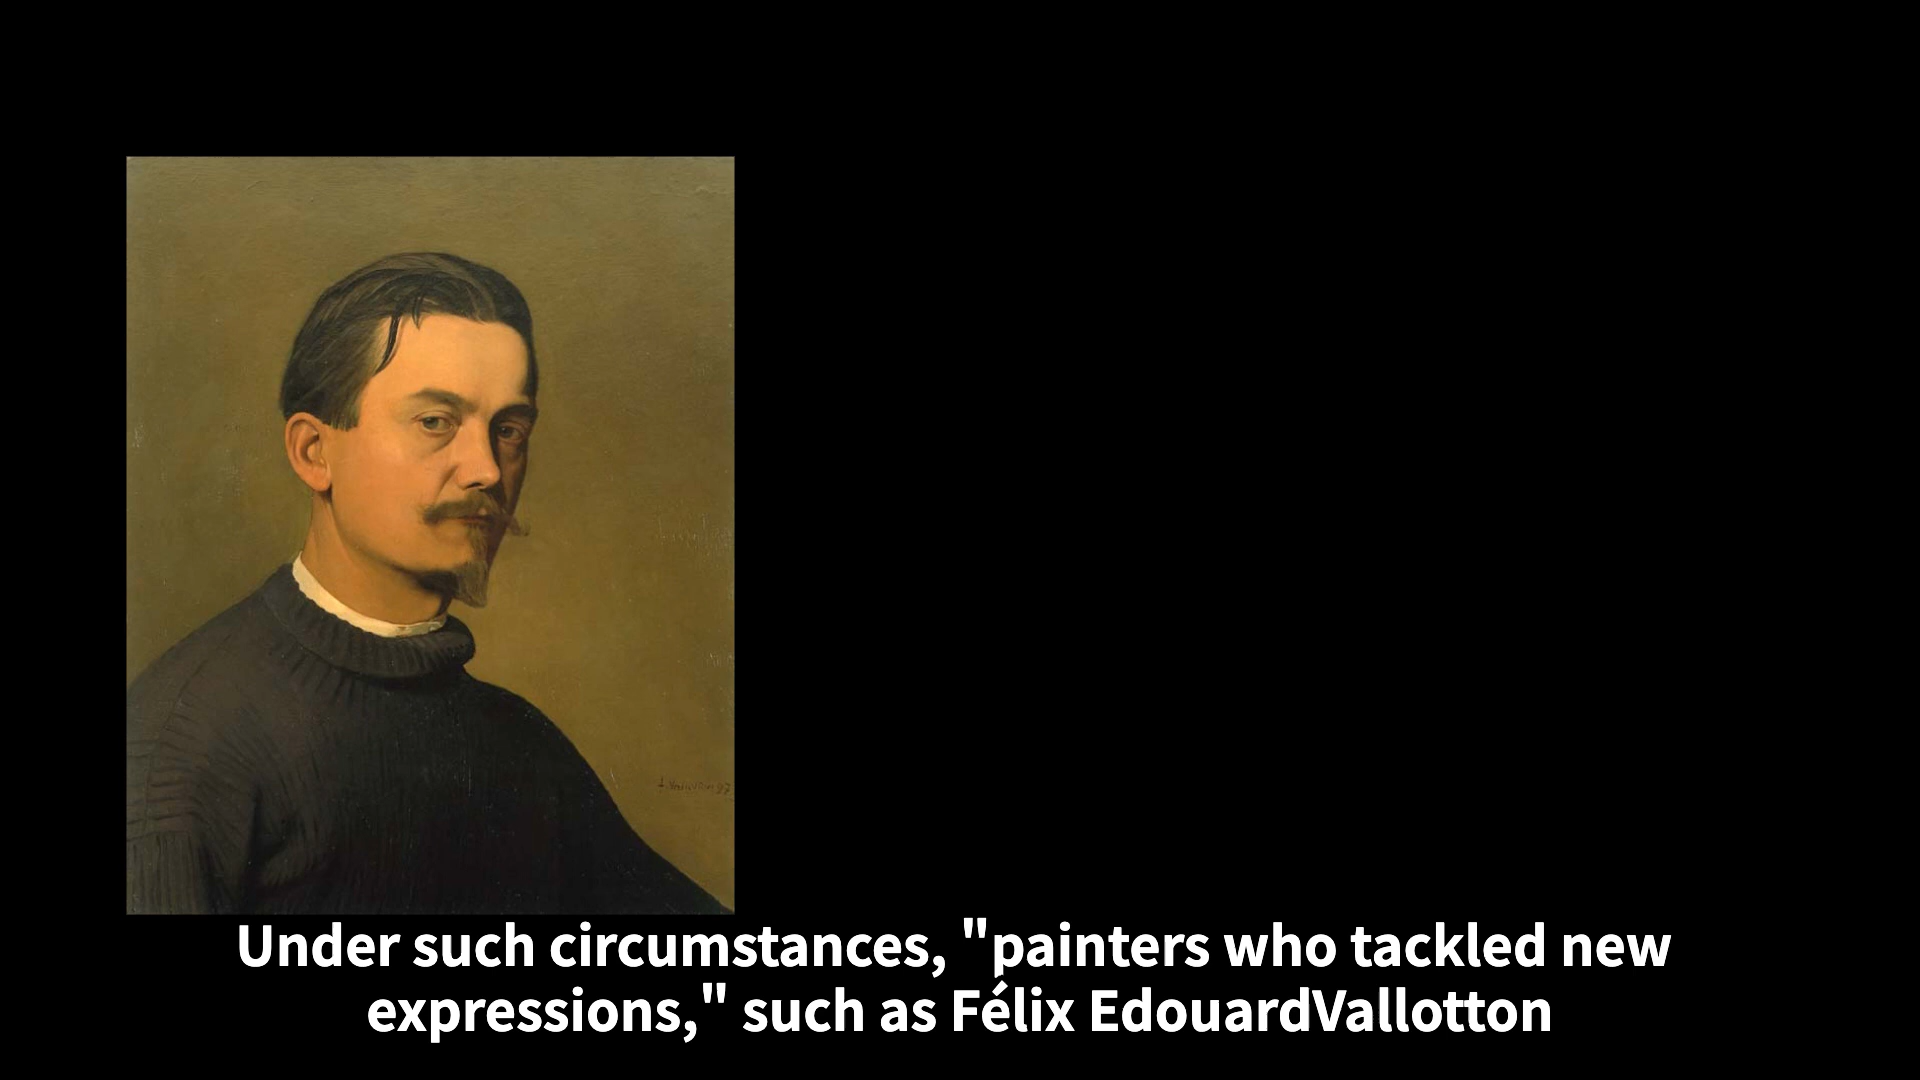 Under such circumstances, "painters who tackled new
expressions," such as Félix EdouardVallotton